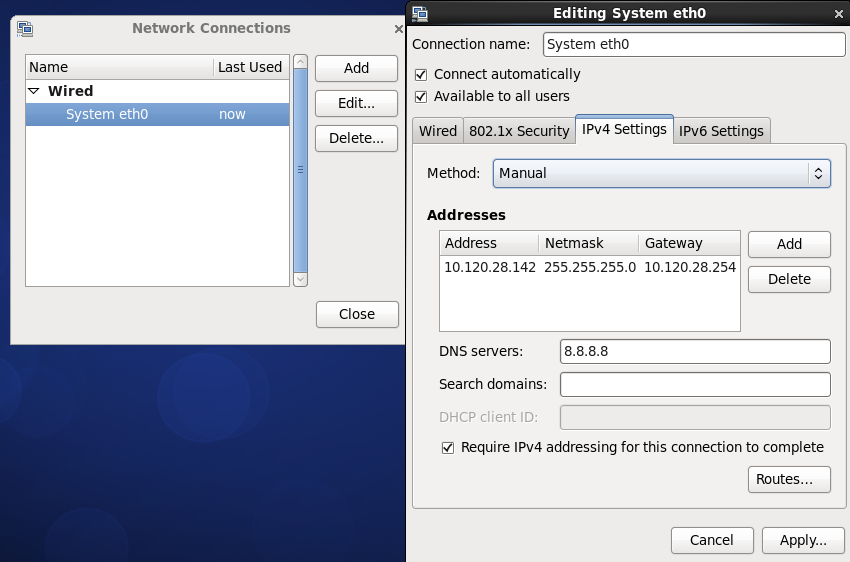 Network Connections
Name Last Used
Wired
System eth0 now
Add
Edit...
Delete...
Close
Editing System eth0
Connection name: System eth0
Connect automatically
Available to all users
Wired 802.1x Security IPv4 Settings IPv6 Settings
Method: Manual
Addresses
Address Netmask Gateway
10.120.28.142 255.255.255.0 10.120.28.254
Add
Delete
DNS servers: 8.8.8.8
Search domains:
DHCP client ID:
Require IPv4 addressing for this connection to complete
Routes...
Cancel Apply...